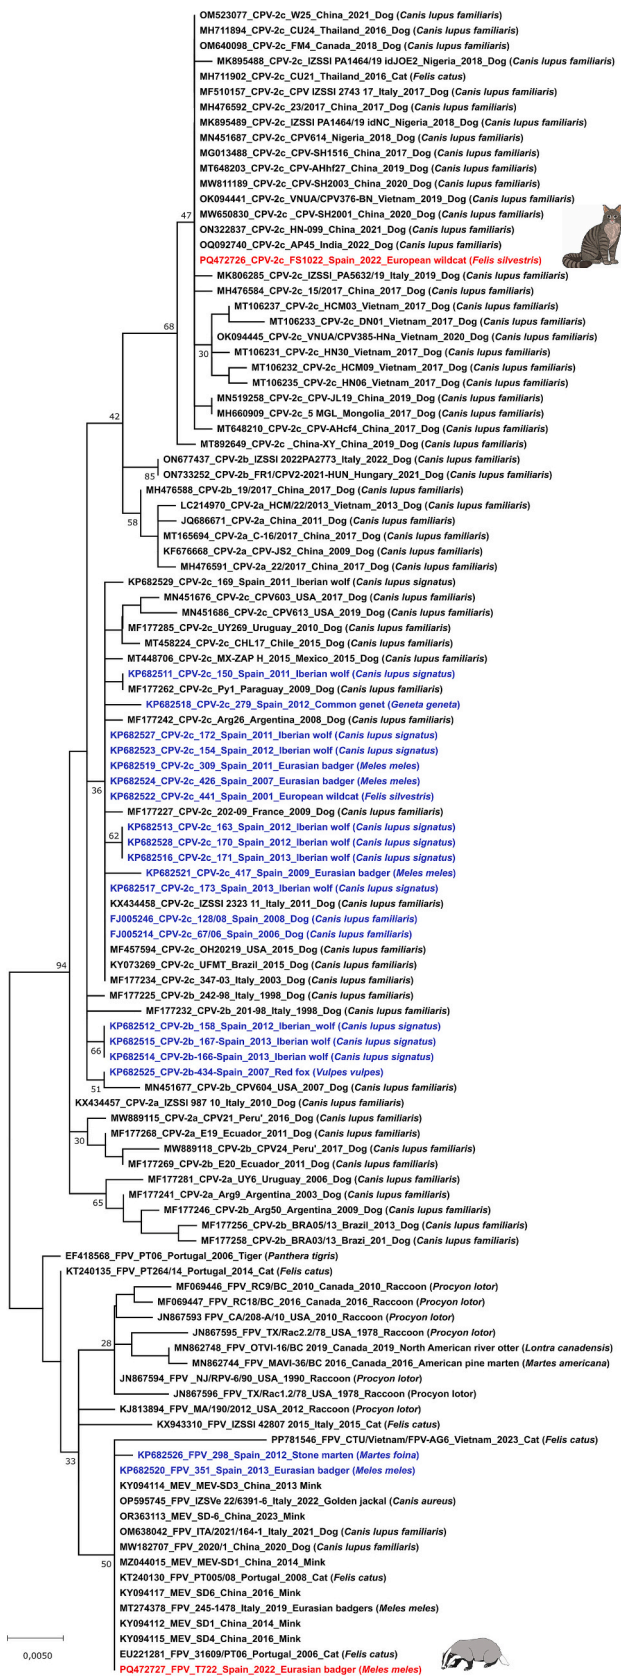 OM523077_CPV-2c_W25_China_2021_Dog (Canis lupus familiaris)
MH711894_CPV-2c_CU24_Thailand_2016_Dog (Canis lupus familiaris)
OM640098_CPV-2c_FM4_Canada_2018_Dog (Canis lupus familiaris)
MK895488_CPV-2c_IZSSI PA1464/19 idJOE2_Nigeria_2018_Dog (Canis lupus familiaris)
MH711902_CPV-2c_CU21_Thailand_2016_Cat (Felis catus)
MF510157_CPV-2c_CPV IZSSI 2743 17_Italy_2017_Dog (Canis lupus familiaris)
MH476592_CPV-2c_23/2017_China_2017_Dog (Canis lupus familiaris)
MK895489_CPV-2c_IZSSI PA1464/19 idNC_Nigeria_2018_Dog (Canis lupus familiaris)
MN451687_CPV-2c_CPV614_Nigeria_2018_Dog (Canis lupus familiaris)
MG013488_CPV-2c_CPV-SH1516_China_2017_Dog (Canis lupus familiaris)
MT648203_CPV-2c_CPV-AHhf27_China_2019_Dog (Canis lupus familiaris)
MW811189_CPV-2c_CPV-SH2003_China_2020_Dog (Canis lupus familiaris)
OK094441_CPV-2c_VNUA/CPV376-BN_Vietnam_2019_Dog (Canis lupus familiaris)
47
MW650830_CPV-2c _CPV-SH2001_China_2020_Dog (Canis lupus familiaris)
ON322837_CPV-2c_HN-099_China_2021_Dog (Canis lupus familiaris)
OQ092740_CPV-2c_AP45_India_2022_Dog (Canis lupus familiaris)
PQ472726_CPV-2c_FS1022_Spain_2022_European wildcat (Felis silvestris)
MK806285_CPV-2c_IZSSI_PA5632/19_Italy_2019_Dog (Canis lupus familiaris)
MH476584_CPV-2c_15/2017_China_2017_Dog (Canis lupus familiaris)
MT106237_CPV-2c_HCM03_Vietnam_2017_Dog (Canis lupus familiaris)
MT106233_CPV-2c_DN01_Vietnam_2017_Dog (Canis lupus familiaris)
68
OK094445_CPV-2c_VNUA/CPV385-HNa_Vietnam_2020_Dog (Canis lupus familiaris)
30
MT106231_CPV-2c_HN30_Vietnam_2017_Dog (Canis lupus familiaris)
MT106232_CPV-2c_HCM09_Vietnam_2017_Dog (Canis lupus familiaris)
MT106235_CPV-2c_HN06_Vietnam_2017_Dog (Canis lupus familiaris)
MN519258_CPV-2c_CPV-JL19_China_2019_Dog (Canis lupus familiaris)
MH660909_CPV-2c_5 MGL_Mongolia_2017_Dog (Canis lupus familiaris)
42
MT648210_CPV-2c_CPV-AHcf4_China_2017_Dog (Canis lupus familiaris)
MT892649_CPV-2c _China-XY_China_2019_Dog (Canis lupus familiaris)
ON677437_CPV-2b_IZSSI 2022PA2773_Italy_2022_Dog (Canis lupus familiaris)
85
ON733252_CPV-2b_FR1/CPV2-2021-HUN_Hungary_2021_Dog (Canis lupus familiaris)
MH476588_CPV-2b_19/2017_China_2017_Dog (Canis lupus familiaris)
LC214970_CPV-2a_HCM/22/2013_Vietnam_2013_Dog (Canis lupus familiaris)
58
JQ686671_CPV-2a_China_2011_Dog (Canis lupus familiaris)
MT165694_CPV-2a_C-16/2017_China_2017_Dog (Canis lupus familiaris)
KF676668_CPV-2a_CPV-JS2_China_2009_Dog (Canis lupus familiaris)
MH476591_CPV-2a_22/2017_China_2017_Dog (Canis lupus familiaris)
KP682529_CPV-2c_169_Spain_2011_Iberian wolf (Canis lupus signatus)
MN451676_CPV-2c_CPV603_USA_2017_Dog (Canis lupus familiaris)
MN451686_CPV-2c_CPV613_USA_2019_Dog (Canis lupus familiaris)
MF177285_CPV-2c_UY269_Uruguay_2010_Dog (Canis lupus familiaris)
MT458224_CPV-2c_CHL17_Chile_2015_Dog (Canis lupus familiaris)
MT448706_CPV-2c_MX-ZAP H_2015_Mexico_2015_Dog (Canis lupus familiaris)
KP682511_CPV-2c_150_Spain_2011_Iberian wolf (Canis lupus signatus)
MF177262_CPV-2c_Py1_Paraguay_2009_Dog (Canis lupus familiaris)
KP682518_CPV-2c_279_Spain_2012_Common genet (Geneta geneta)
MF177242_CPV-2c_Arg26_Argentina_2008_Dog (Canis lupus familiaris)
KP682527_CPV-2c_172_Spain_2011_Iberian wolf (Canis lupus signatus)
KP682523_CPV-2c_154_Spain_2012_Iberian wolf (Canis lupus signatus)
KP682519_CPV-2c_309_Spain_2011_Eurasian badger (Meles meles)
KP682524_CPV-2c_426_Spain_2007_Eurasian badger (Meles meles)
36
KP682522_CPV-2c_441_Spain_2001_European wildcat (Felis silvestris)
MF177227_CPV-2c_202-09_France_2009_Dog (Canis lupus familiaris)
KP682513_CPV-2c_163_Spain_2012_Iberian wolf (Canis lupus signatus)
62
KP682528_CPV-2c_170_Spain_2012_Iberian wolf (Canis lupus signatus)
KP682516_CPV-2c_171_Spain_2013_Iberian wolf (Canis lupus signatus)
KP682521_CPV-2c_417_Spain_2009_Eurasian badger (Meles meles)
KP682517_CPV-2c_173_Spain_2013_Iberian wolf (Canis lupus signatus)
KX434458_CPV-2c_IZSSI 2323 11_Italy_2011_Dog (Canis lupus familiaris)
FJ005246_CPV-2c_128/08_Spain_2008_Dog (Canis lupus familiaris)
FJ005214_CPV-2c_67/06_Spain_2006_Dog (Canis lupus familiaris)
MF457594_CPV-2c_OH20219_USA_2015_Dog (Canis lupus familiaris)
94
KY073269_CPV-2c_UFMT_Brazil_2015_Dog (Canis lupus familiaris)
MF177234_CPV-2c_347-03_Italy_2003_Dog (Canis lupus familiaris)
MF177225_CPV-2b_242-98_Italy_1998_Dog (Canis lupus familiaris)
MF177232_CPV-2b_201-98_Italy_1998_Dog (Canis lupus familiaris)
KP682512_CPV-2b_158_Spain_2012_Iberian_wolf (Canis lupus signatus)
KP682515_CPV-2b_167-Spain_2013_Iberian wolf (Canis lupus signatus)
66
KP682514_CPV-2b-166-Spain_2013_Iberian wolf (Canis lupus signatus)
KP682525_CPV-2b-434-Spain_2007_Red fox (Vulpes vulpes)
51
MN451677_CPV-2b_CPV604_USA_2007_Dog (Canis lupus familiaris)
KX434457_CPV-2a_IZSSI 987 10_Italy_2010_Dog (Canis lupus familiaris)
MW889115_CPV-2a_CPV21_Peru'_2016_Dog (Canis lupus familiaris)
30
MF177268_CPV-2a_E19_Ecuador_2011_Dog (Canis lupus familiaris)
MW889118_CPV-2b_CPV24_Peru'_2017_Dog (Canis lupus familiaris)
MF177269_CPV-2b_E20_Ecuador_2011_Dog (Canis lupus familiaris)
MF177281_CPV-2a_UY6_Uruguay_2006_Dog (Canis lupus familiaris)
65
MF177241_CPV-2a_Arg9_Argentina_2003_Dog (Canis lupus familiaris)
MF177246_CPV-2b_Arg50_Argentina_2009_Dog (Canis lupus familiaris)
MF177256_CPV-2b_BRA05/13_Brazil_2013_Dog (Canis lupus familiaris)
MF177258_CPV-2b_BRA03/13_Brazi_201_Dog (Canis lupus familiaris)
EF418568_FPV_PT06_Portugal_2006_Tiger (Panthera tigris)
KT240135_FPV_PT264/14_Portugal_2014_Cat (Felis catus)
MF069446_FPV_RC9/BC_2010_Canada_2010_Raccoon (Procyon lotor)
MF069447_FPV_RC18/BC_2016_Canada_2016_Raccoon (Procyon lotor)
JN867593 FPV_CA/208-A/10_USA_2010_Raccoon (Procyon lotor)
JN867595_FPV_TX/Rac2.2/78_USA_1978_Raccoon (Procyon lotor)
28
MN862748_FPV_OTVI-16/BC 2019_Canada_2019_North American river otter (Lontra canadensis)
MN862744_FPV_MAVI-36/BC 2016_Canada_2016_American pine marten (Martes americana)
JN867594_FPV _NJ/RPV-6/90_USA_1990_Raccoon (Procyon lotor)
JN867596_FPV_TX/Rac1.2/78_USA_1978_Raccoon (Procyon lotor)
KJ813894_FPV_MA/190/2012_USA_2012_Raccoon (Procyon lotor)
KX943310_FPV_IZSSI 42807 2015_Italy_2015_Cat (Felis catus)
PP781546_FPV_CTU/Vietnam/FPV-AG6_Vietnam_2023_Cat (Felis catus)
33
KP682526_FPV_298_Spain_2012_Stone marten (Martes foina)
KP682520_FPV_351_Spain_2013_Eurasian badger (Meles meles)
KY094114_MEV_MEV-SD3_China_2013 Mink
OP595745_FPV_IZSVe 22/6391-6_Italy_2022_Golden jackal (Canis aureus)
OR363113_MEV_SD-6_China_2023_Mink
OM638042_FPV_ITA/2021/164-1_Italy_2021_Dog (Canis lupus familiaris)
MW182707_FPV_2020/1_China_2020_Dog (Canis lupus familiaris)
MZ044015_MEV_MEV-SD1_China_2014_Mink
50
KT240130_FPV_PT005/08_Portugal_2008_Cat (Felis catus)
KY094117_MEV_SD6_China_2016_Mink
MT274378_FPV_245-1478_Italy_2019_Eurasian badgers (Meles meles)
KY094112_MEV_SD1_China_2014_Mink
KY094115_MEV_SD4_China_2016_Mink
EU221281_FPV_31609/PT06_Portugal_2006_Cat (Felis catus)
0,0050
PQ472727_FPV_T722_Spain_2022_Eurasian badger (Meles meles)